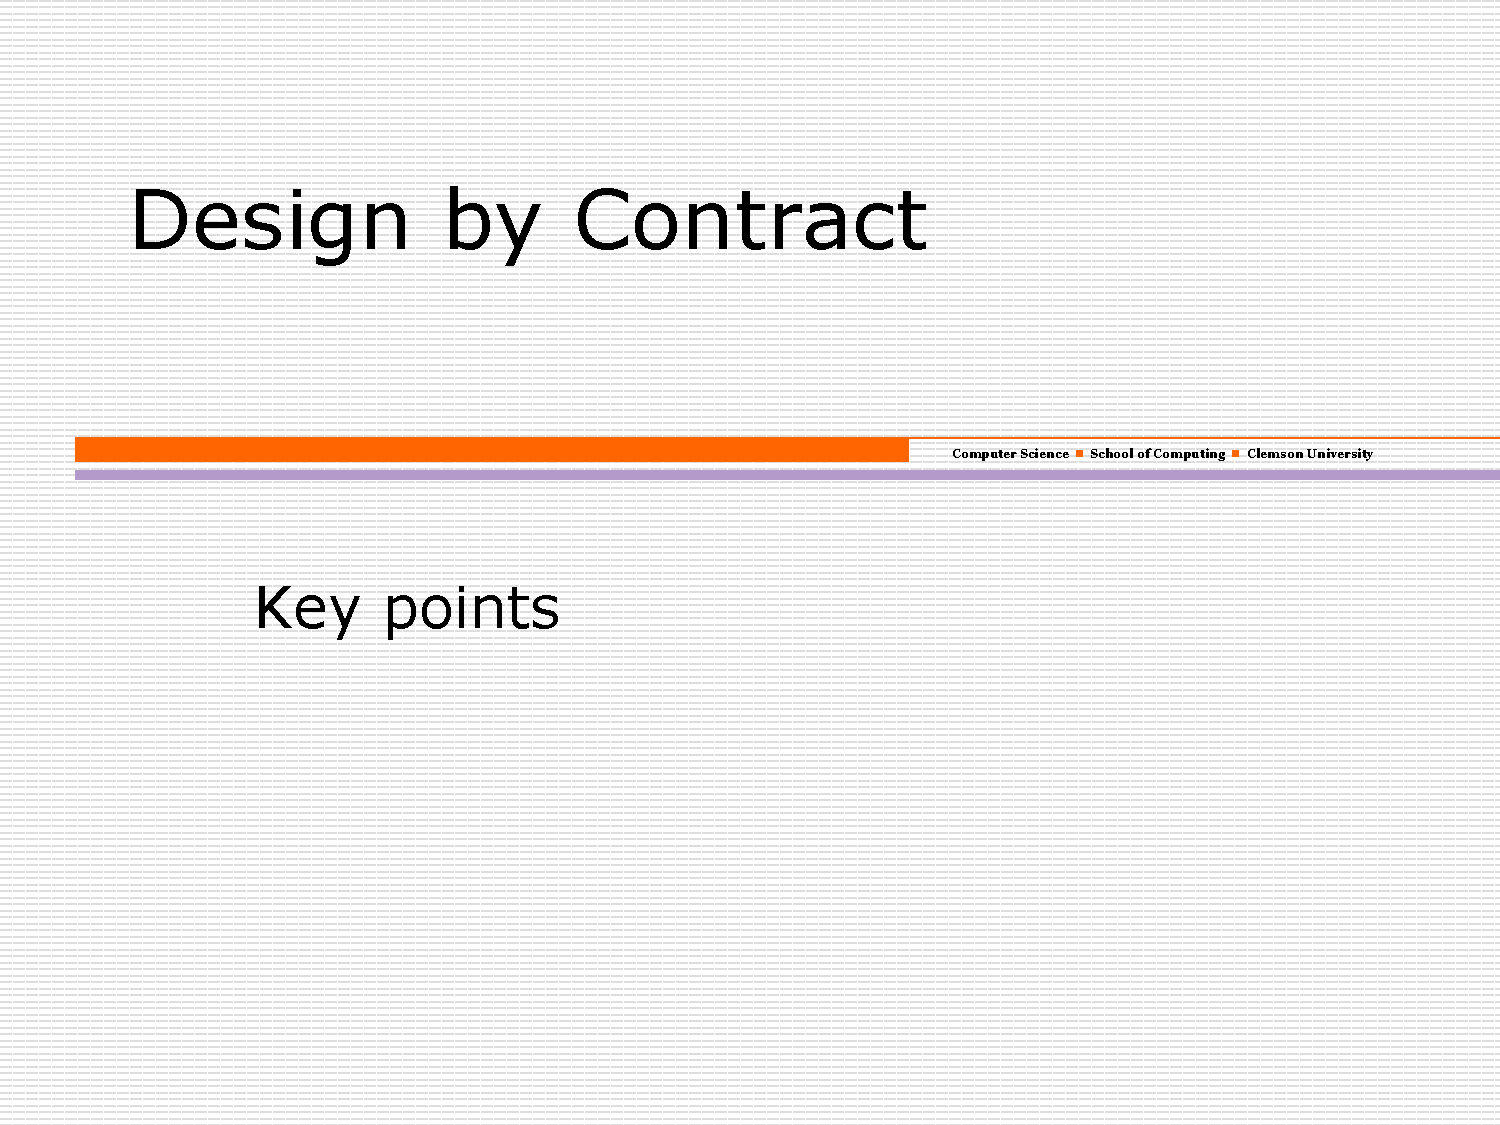 Design by Contract
Computer Science ■ School of Computing ■ Clemson University
Key points